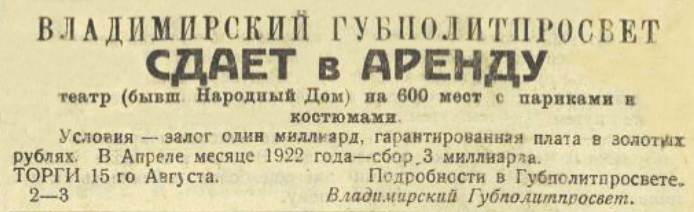 ВЛАДИМИРСКИЙ ГУБПОЛИТПРОСВЕТ
СДАЕТ в АРЕНДУ
театр (бывш. Народный Дом) на 600 мест с париками и
костюмами.
Условия — залог один миллиард, гарантированная плата в золотых
рублях. В Апреле месяце 1922 года—сбор 3 миллиарда.
ТОРГИ 15 го Августа. Подробности в Губполитпросвете.
2—3 Владимирский Губполитпросвет.